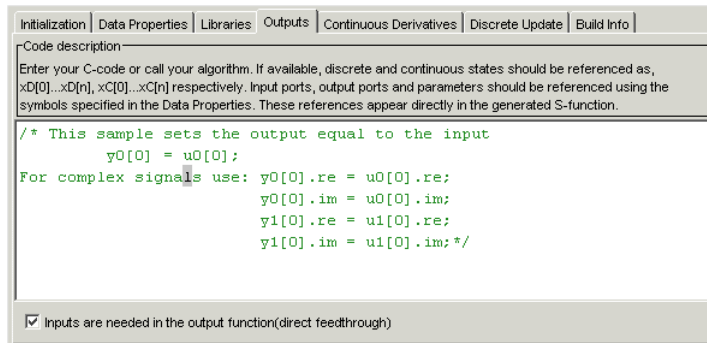 Initialization Data Properties Libraries Outputs Continuous Derivatives Discrete Update Build Info
Code description
Enter your C-code or call your algorithm. If available, discrete and continuous states should be referenced as,
xD[0]...xD[n], xC[0]...xC[n] respectively. Input ports, output ports and parameters should be referenced using the
symbols specified in the Data Properties. These references appear directly in the generated S-function.
/* This sample sets the output equal to the input
y0[0] = u0[0];
For complex signals use: y0[0].re = u0[0].re;
y0[0].im = u0[0].im;
y1[0].re = u1[0].re;
y1[0].im = u1[0].im;*/
Inputs are needed in the output function(direct feedthrough)